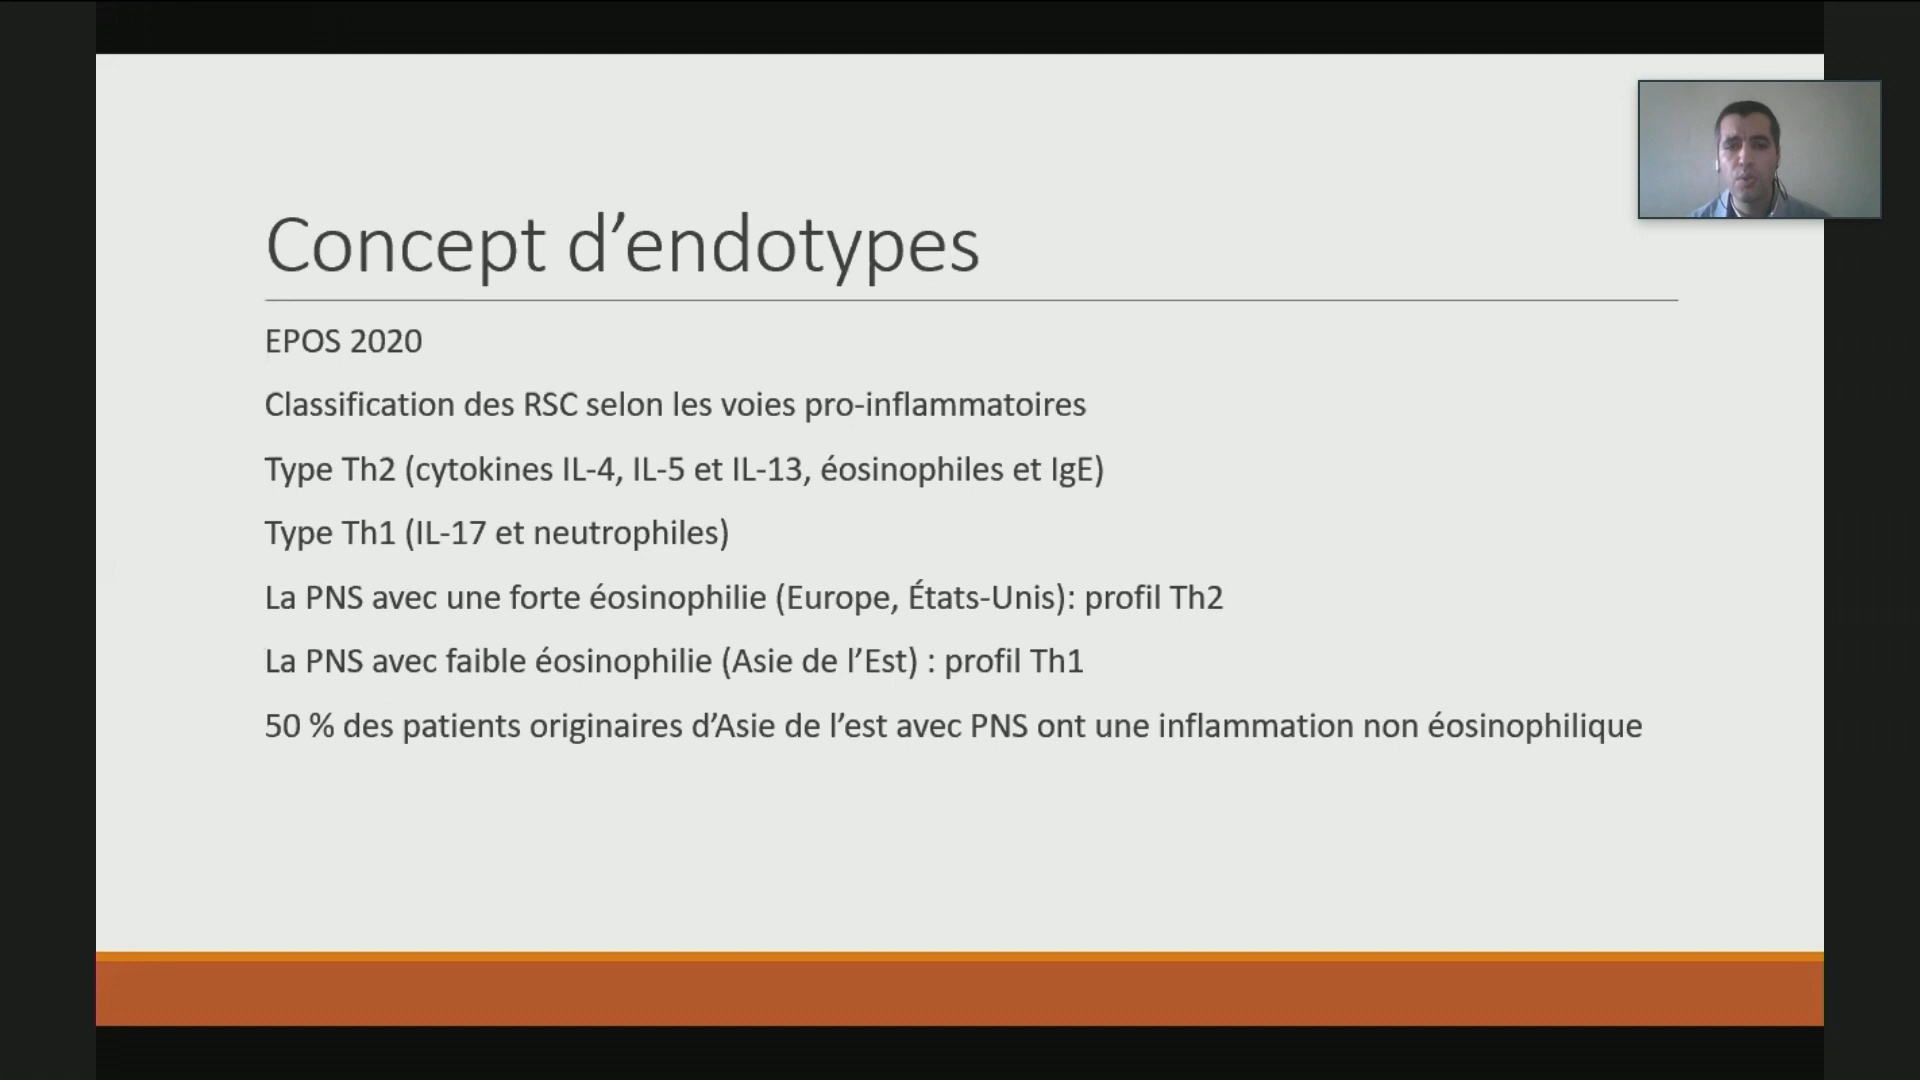 Concept d’endotypes
EPOS 2020
Classification des RSC selon les voies pro-inflammatoires
Type Th2 (cytokines IL-4, IL-5 et IL-13, éosinophiles et IgE)
Type Th1 (IL-17 et neutrophiles)
La PNS avec une forte éosinophilie (Europe, États-Unis): profil Th2
La PNS avec faible éosinophilie (Asie de l’Est) : profil Th1
50 % des patients originaires d’Asie de l’est avec PNS ont une inflammation non éosinophilique